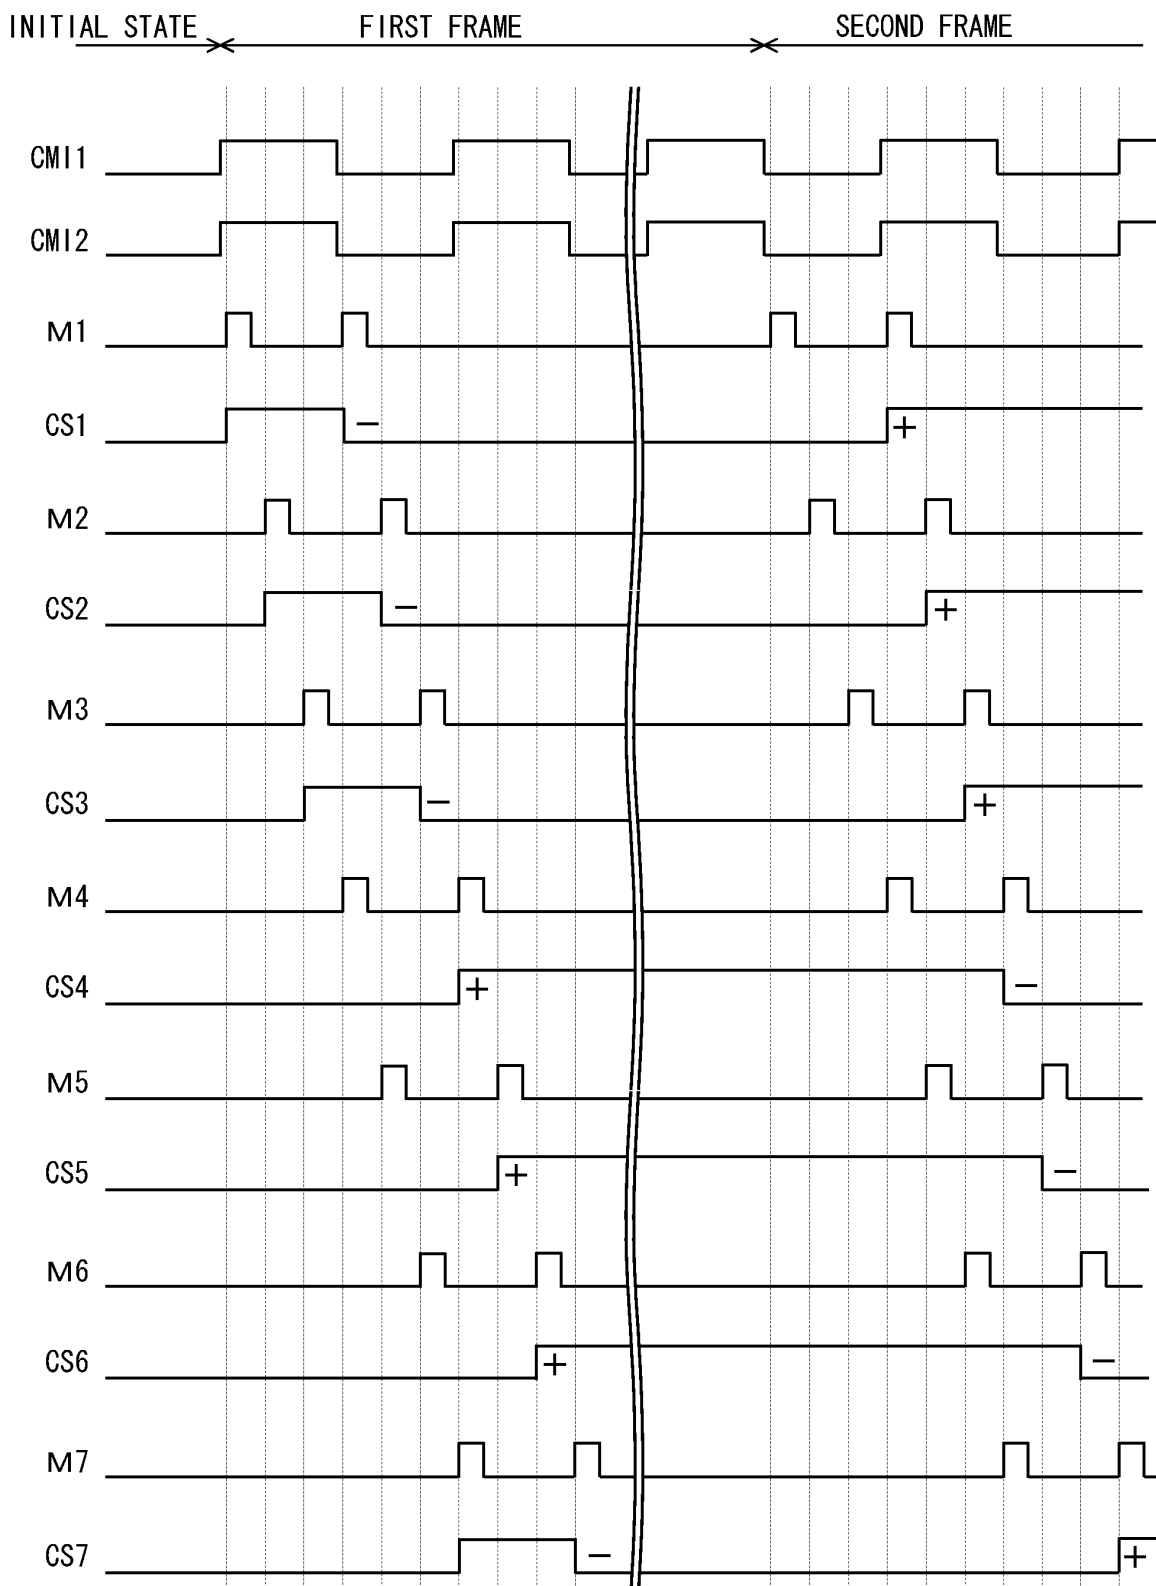 INITIAL STATE FIRST FRAME SECOND FRAME
CMI1
CMI2
M1
CS1 − +
M2
CS2 − +
M3
CS3 − +
M4
CS4 + −
M5
CS5 + −
M6
CS6 + −
M7
CS7 − +